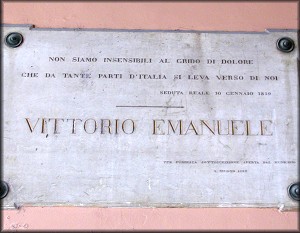 NON SIAMO INSENSIBILI AL GRIDO DI DOLORE
CHE DA TANTE PARTI D'ITALIA SI LEVA VERSO DI NOI
SEDUTA REALE 10 GENNAIO 1859
VITTORIO EMANUELE